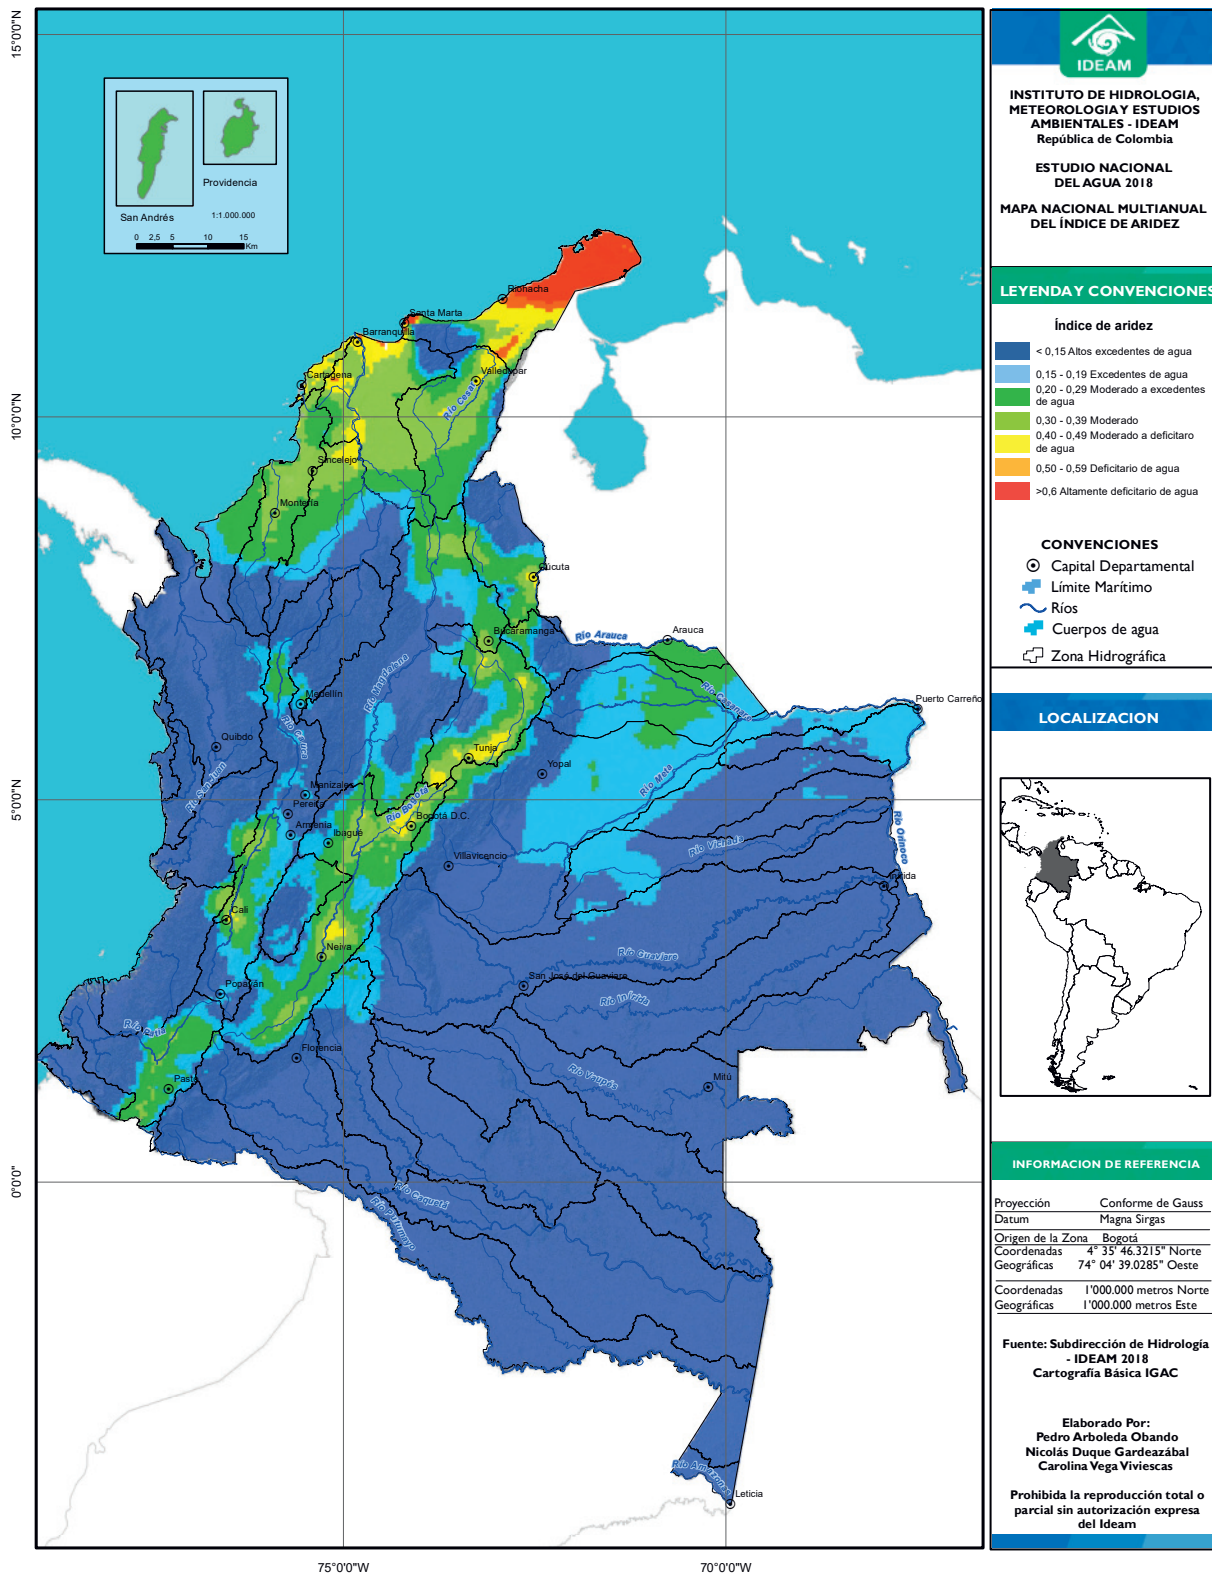 15°0'0"N
10°0'0"N
5°0'0"N
0°0'0"
75°0'0"W
70°0'0"W
San Andrés
Providencia
1:1.000.000
0 2,5 5 10 15
Km
Riohacha
Santa Marta
Barranquilla
Cartagena
Valledupar
Río Cesar
Sincelejo
Montería
Cúcuta
Bucaramanga
Río Arauca
Arauca
Río Magdalena
Río Casanare
Puerto Carreño
Medellín
Río Cauca
Quibdo
Tunja
Yopal
Río Meta
Río San Juan
Manizales
Pereira
Río Bogotá
Bogotá D.C.
Armenia
Ibagué
Río Orinoco
Río Vichada
Villavicencio
Inírida
Cali
Neiva
Río Guaviare
San José del Guaviare
Popayán
Río Inírida
Río Patía
Florencia
Río Vaupés
Mitú
Pasto
Río Caquetá
Río Putumayo
Río Amazonas
Leticia
IDEAM
INSTITUTO DE HIDROLOGIA,
METEOROLOGIA Y ESTUDIOS
AMBIENTALES - IDEAM
República de Colombia
ESTUDIO NACIONAL
DEL AGUA 2018
MAPA NACIONAL MULTIANUAL
DEL ÍNDICE DE ARIDEZ
LEYENDA Y CONVENCIONES
Índice de aridez
< 0,15 Altos excedentes de agua
0,15 - 0,19 Excedentes de agua
0,20 - 0,29 Moderado a excedentes
de agua
0,30 - 0,39 Moderado
0,40 - 0,49 Moderado a deficitaro
de agua
0,50 - 0,59 Deficitario de agua
>0,6 Altamente deficitario de agua
CONVENCIONES
Capital Departamental
Límite Marítimo
Ríos
Cuerpos de agua
Zona Hidrográfica
LOCALIZACION
INFORMACION DE REFERENCIA
Proyección Conforme de Gauss
Datum Magna Sirgas
Origen de la Zona Bogotá
Coordenadas 4° 35' 46.3215" Norte
Geográficas 74° 04' 39.0285" Oeste
Coordenadas 1'000.000 metros Norte
Geográficas 1'000.000 metros Este
Fuente: Subdirección de Hidrología
- IDEAM 2018
Cartografía Básica IGAC
Elaborado Por:
Pedro Arboleda Obando
Nicolás Duque Gardeazábal
Carolina Vega Viviescas
Prohibida la reproducción total o
parcial sin autorización expresa
del Ideam